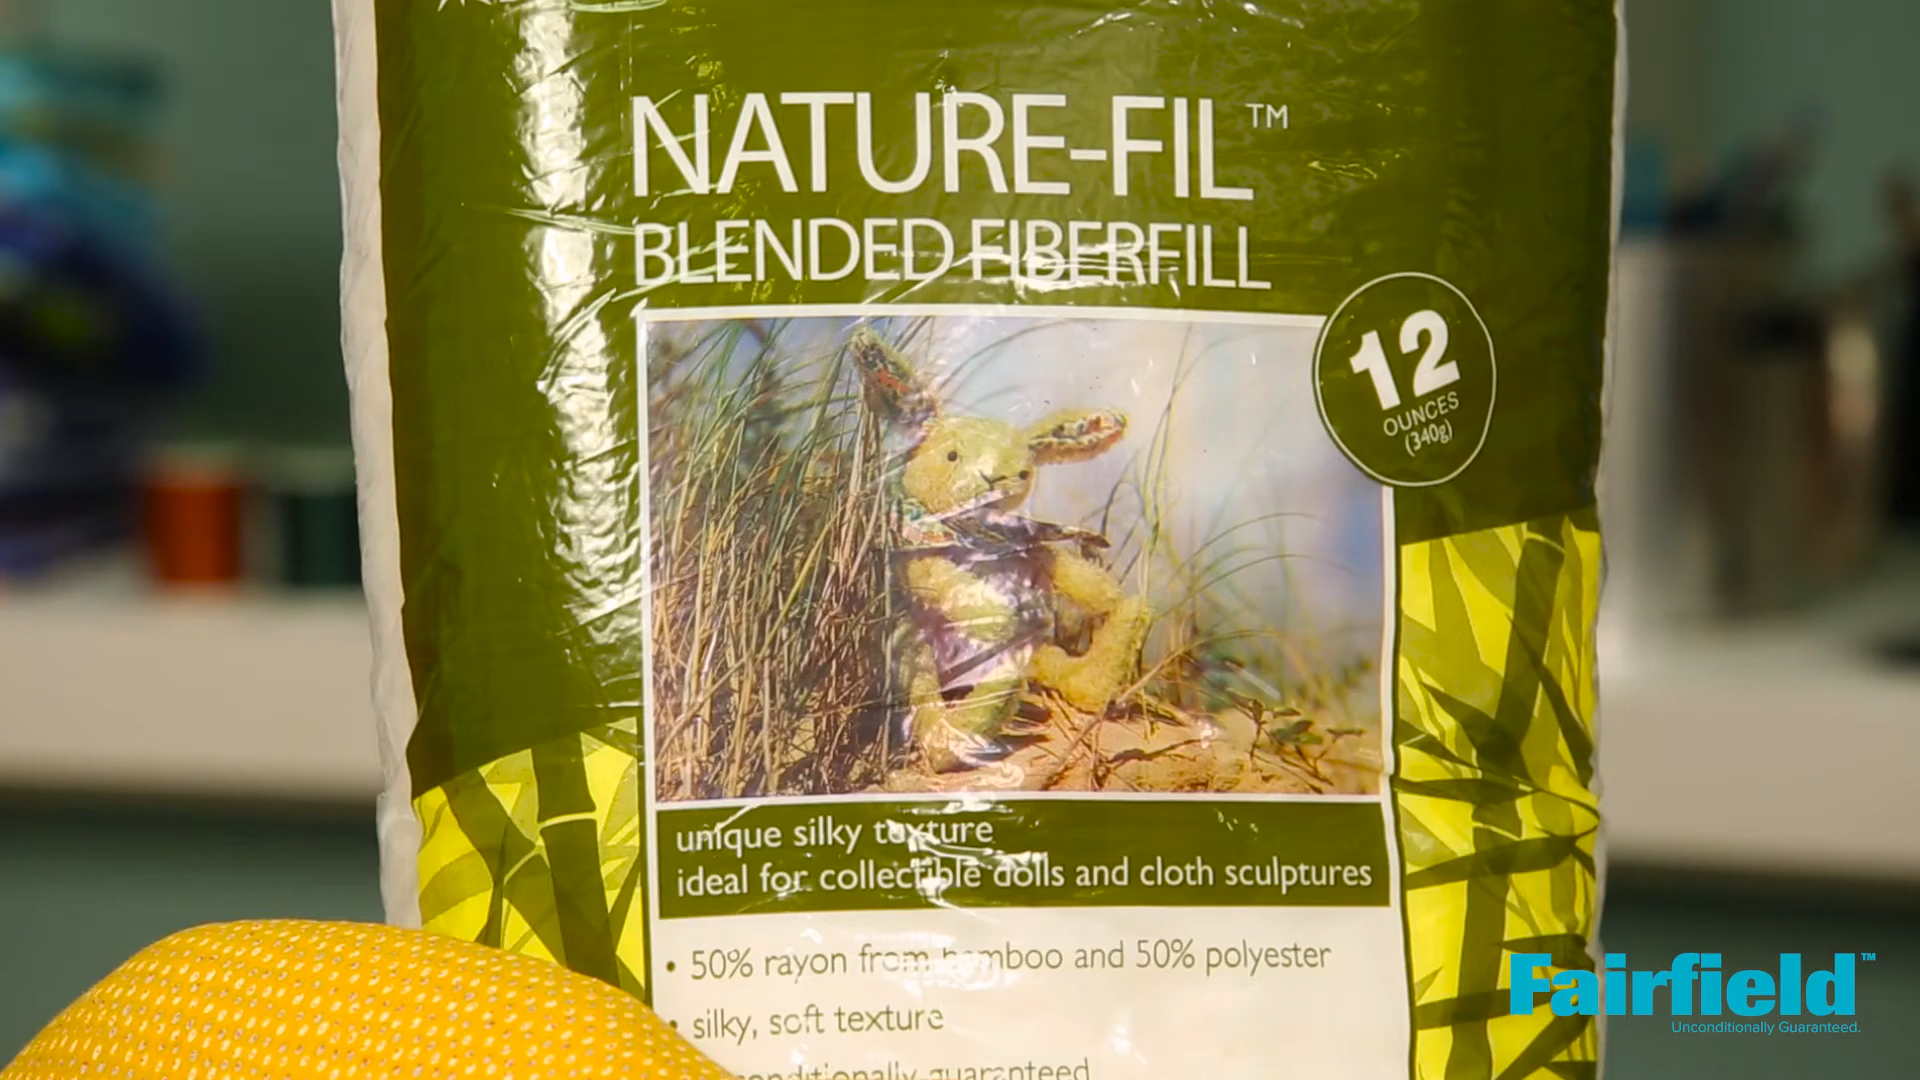 NATURE-FIL™
BLENDED FIBERFILL
12
OUNCES
(340g)
unique silky texture
ideal for collectible dolls and cloth sculptures
• 50% rayon from bamboo and 50% polyester
• silky, soft texture
guaranteed
Fairfield™
Unconditionally Guaranteed.